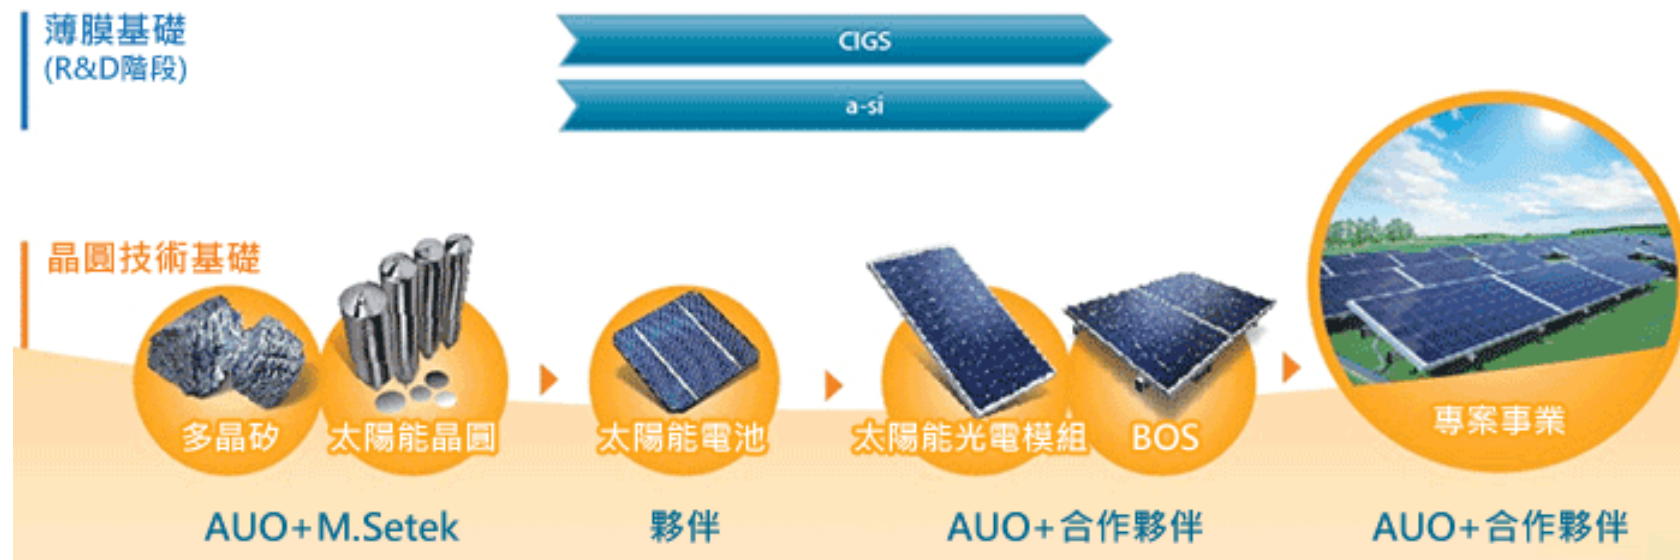 薄膜基礎
(R&D階段)
CIGS
a-si
晶圓技術基礎
多晶矽
太陽能晶圓
太陽能電池
太陽能光電模組
BOS
專案事業
AUO+M.Setek
夥伴
AUO+合作夥伴
AUO+合作夥伴